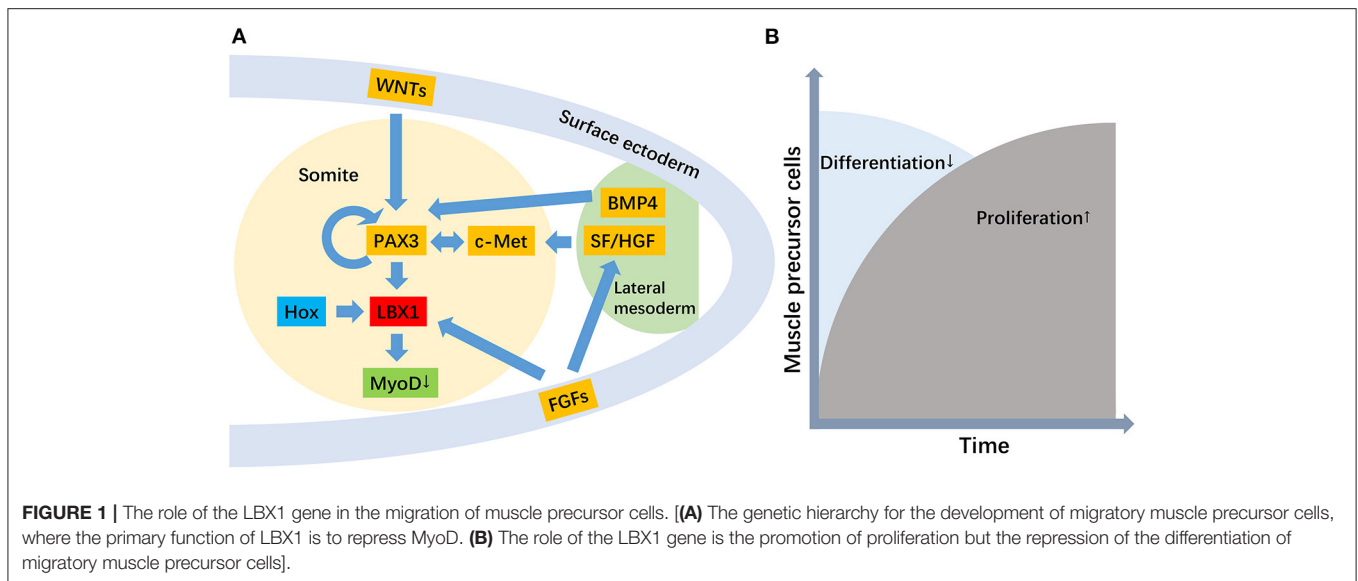 A
WNTs
Surface ectoderm
Somite
BMP4
PAX3
c-Met
SF/HGF
Lateral
mesoderm
Hox
LBX1
MyoD↓
FGFs
B
Muscle precursor cells
Differentiation↓
Proliferation↑
Time
FIGURE 1 | The role of the LBX1 gene in the migration of muscle precursor cells. [(A) The genetic hierarchy for the development of migratory muscle precursor cells,
where the primary function of LBX1 is to repress MyoD. (B) The role of the LBX1 gene is the promotion of proliferation but the repression of the differentiation of
migratory muscle precursor cells].